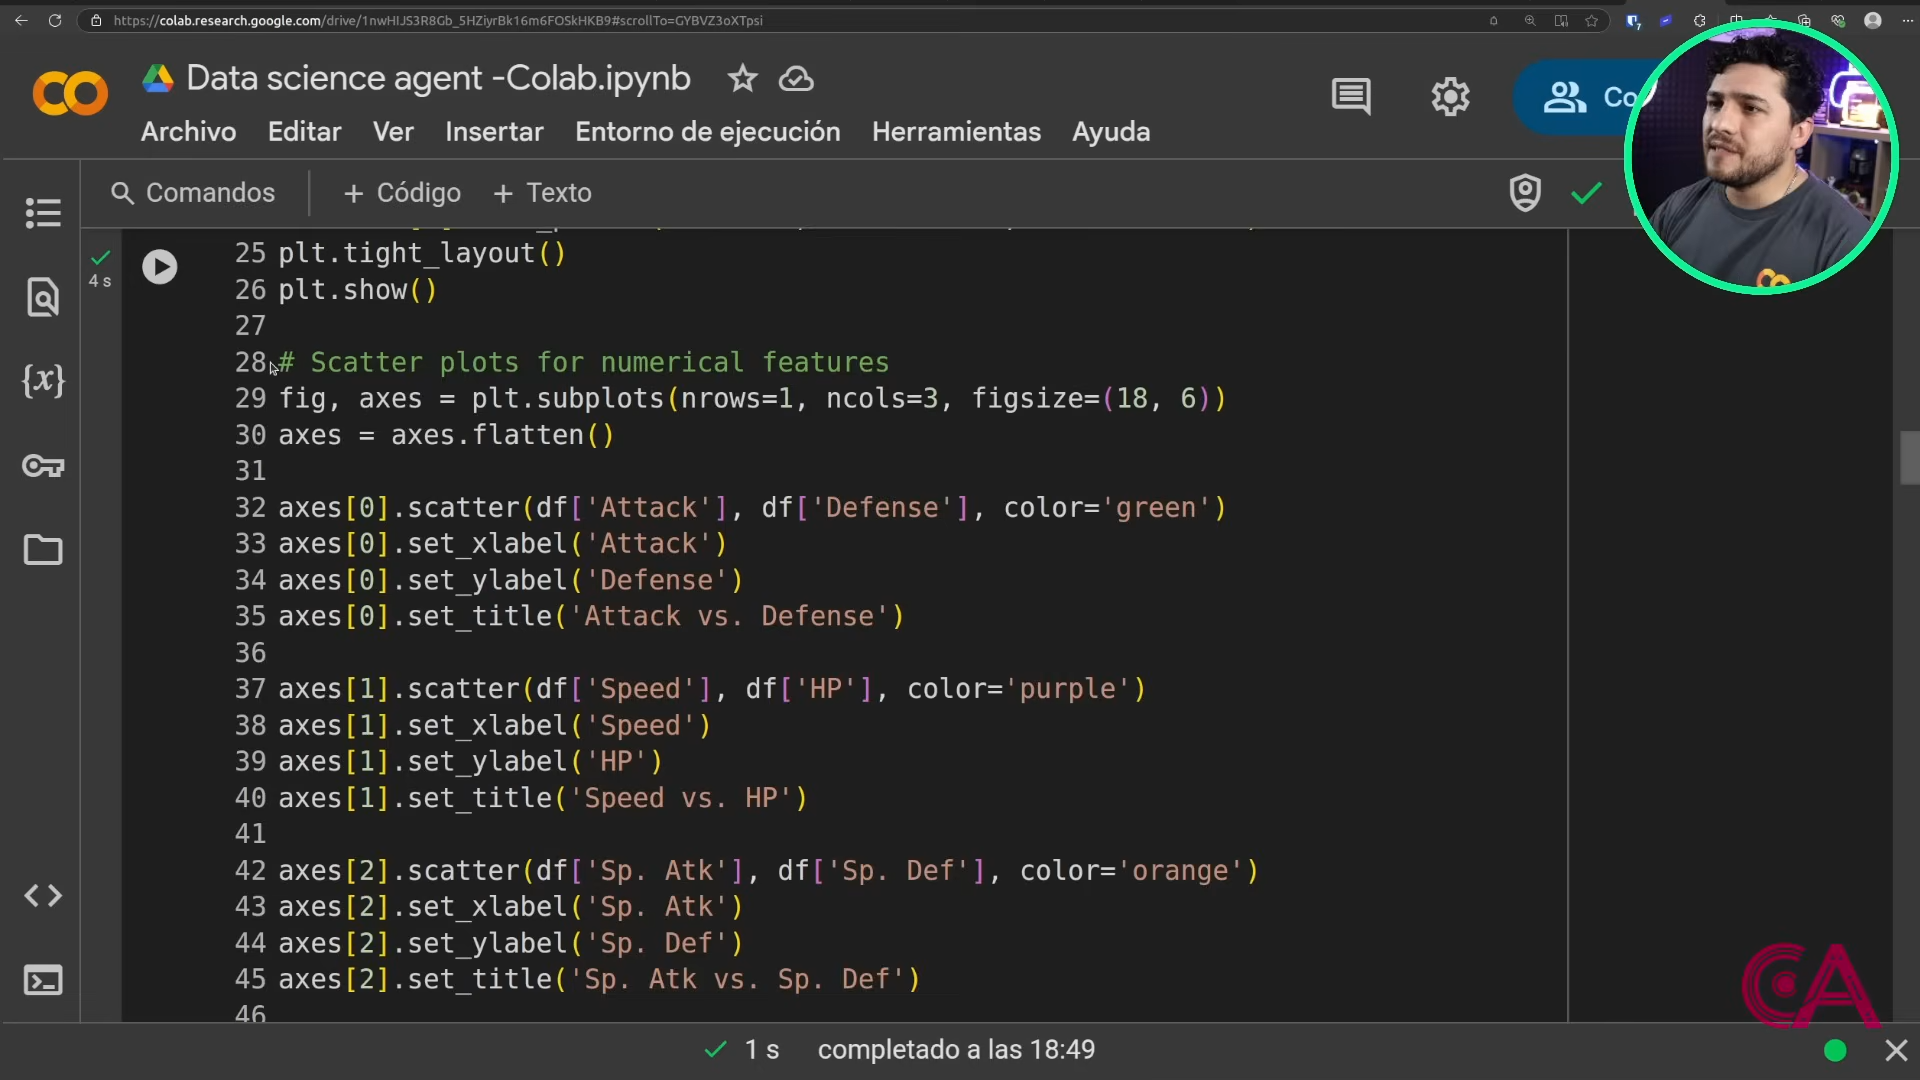 https://colab.research.google.com/drive/1nwHIJS3R8Gb_5HZiyrBk16m6FOSkHKB9#scrollTo=GYBVZ3oXTpsi
Data science agent -Colab.ipynb
Co
Archivo Editar Ver Insertar Entorno de ejecución Herramientas Ayuda
Comandos + Código + Texto
4 s
25 plt.tight_layout()
26 plt.show()
27
28 # Scatter plots for numerical features
29 fig, axes = plt.subplots(nrows=1, ncols=3, figsize=(18, 6))
30 axes = axes.flatten()
31
32 axes[0].scatter(df['Attack'], df['Defense'], color='green')
33 axes[0].set_xlabel('Attack')
34 axes[0].set_ylabel('Defense')
35 axes[0].set_title('Attack vs. Defense')
36
37 axes[1].scatter(df['Speed'], df['HP'], color='purple')
38 axes[1].set_xlabel('Speed')
39 axes[1].set_ylabel('HP')
40 axes[1].set_title('Speed vs. HP')
41
42 axes[2].scatter(df['Sp. Atk'], df['Sp. Def'], color='orange')
43 axes[2].set_xlabel('Sp. Atk')
44 axes[2].set_ylabel('Sp. Def')
45 axes[2].set_title('Sp. Atk vs. Sp. Def')
46
CA
1 s completado a las 18:49